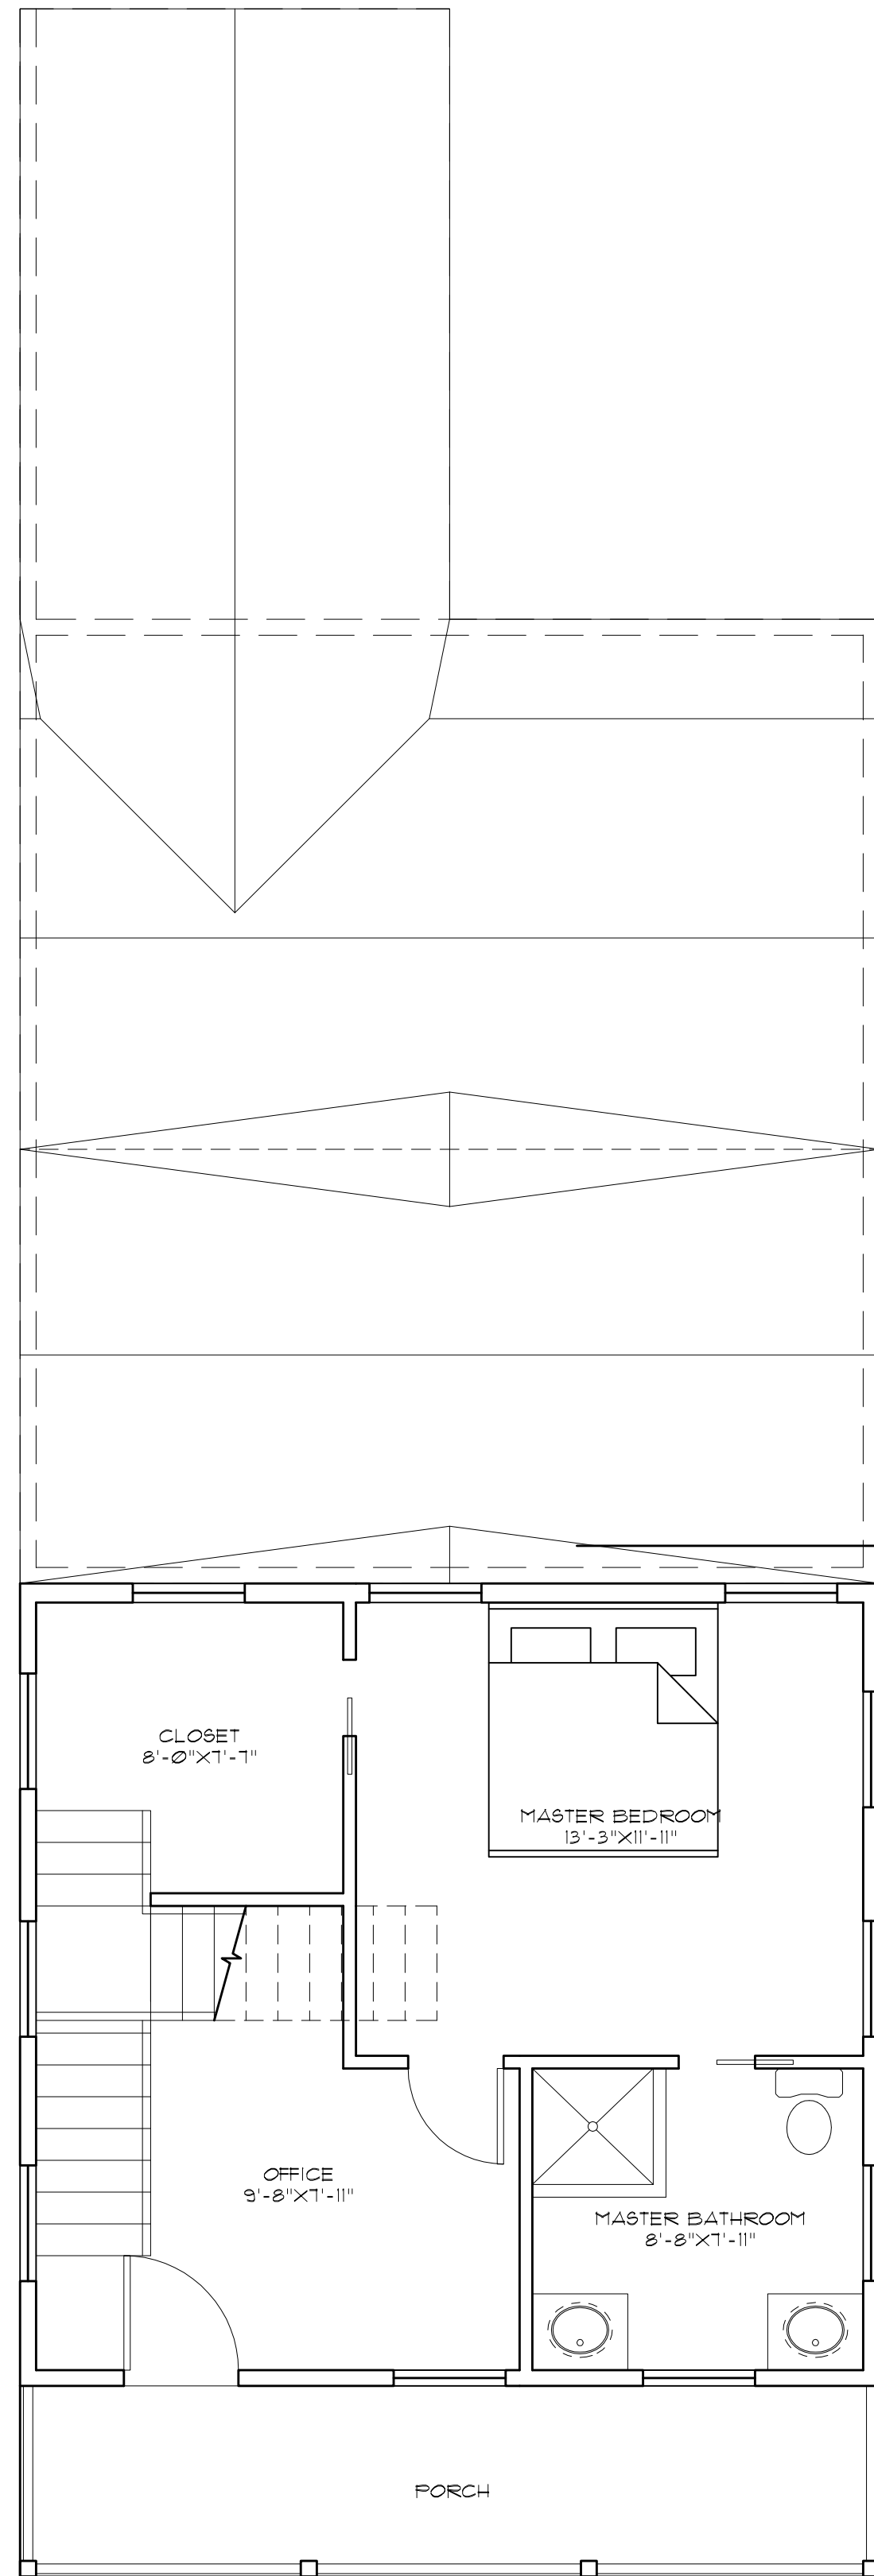 CLOSET
8'-0"X7'-7"
MASTER BEDROOM
13'-3"X11'-11"
OFFICE
9'-8"X7'-11"
MASTER BATHROOM
8'-8"X7'-11"
PORCH